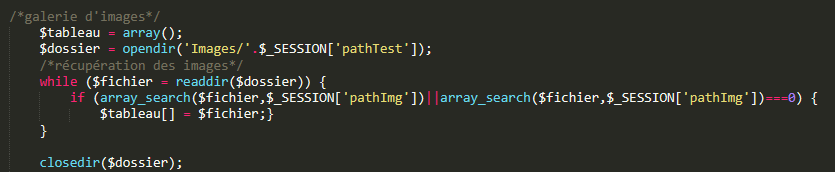 /*galerie d'images*/
$tableau = array();
$dossier = opendir('Images/'.$_SESSION['pathTest']);
/*récupération des images*/
while ($fichier = readdir($dossier)) {
if (array_search($fichier,$_SESSION['pathImg'])||array_search($fichier,$_SESSION['pathImg'])===0) {
$tableau[] = $fichier;}
}
closedir($dossier);